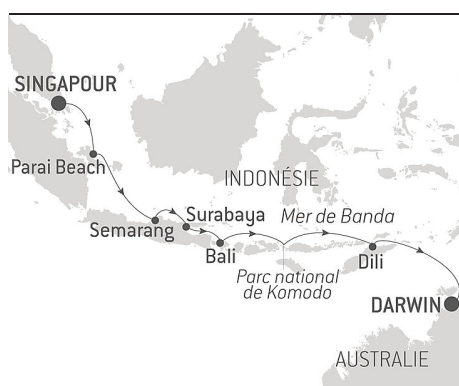 SINGAPOUR
Parai Beach
INDONÉSIE
Semarang
Surabaya
Mer de Banda
Bali
Parc national
de Komodo
Dili
DARWIN
AUSTRALIE